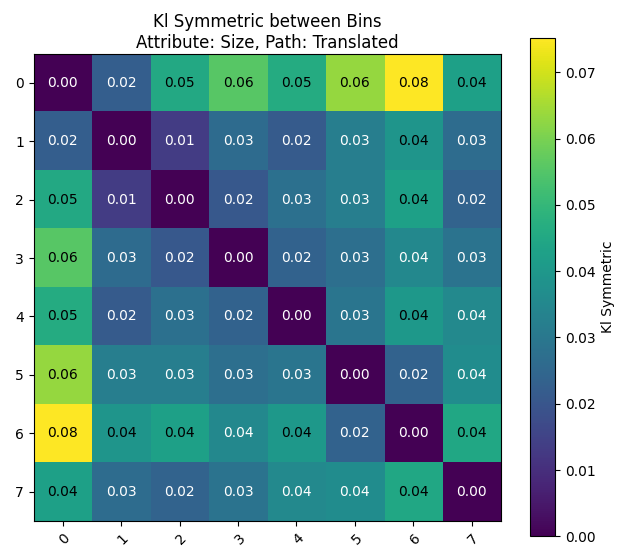 Kl Symmetric between Bins
Attribute: Size, Path: Translated
0 0.00 0.02 0.05 0.06 0.05 0.06 0.08 0.04
1 0.02 0.00 0.01 0.03 0.02 0.03 0.04 0.03
2 0.05 0.01 0.00 0.02 0.03 0.03 0.04 0.02
3 0.06 0.03 0.02 0.00 0.02 0.03 0.04 0.03
4 0.05 0.02 0.03 0.02 0.00 0.03 0.04 0.04
5 0.06 0.03 0.03 0.03 0.03 0.00 0.02 0.04
6 0.08 0.04 0.04 0.04 0.04 0.02 0.00 0.04
7 0.04 0.03 0.02 0.03 0.04 0.04 0.04 0.00
0 1 2 3 4 5 6 7
0.07
0.06
0.05
0.04
0.03
0.02
0.01
0.00
Kl Symmetric